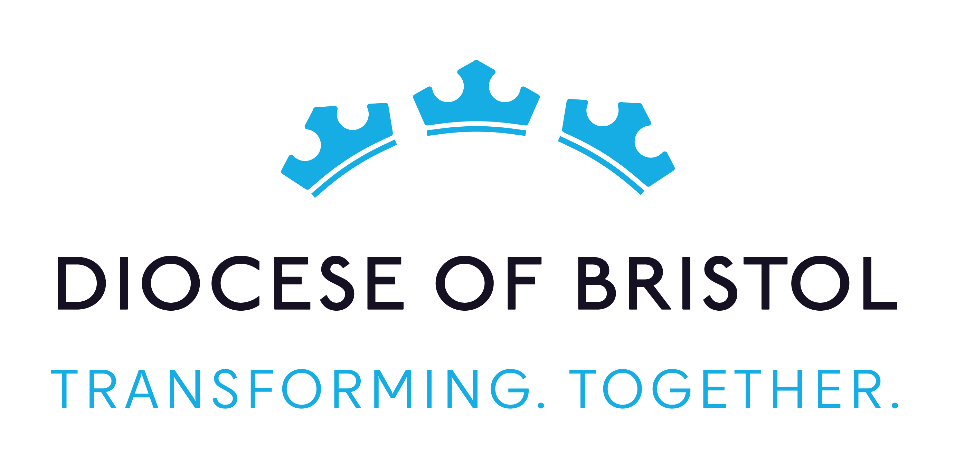 DIOCESE OF BRISTOL
TRANSFORMING. TOGETHER.